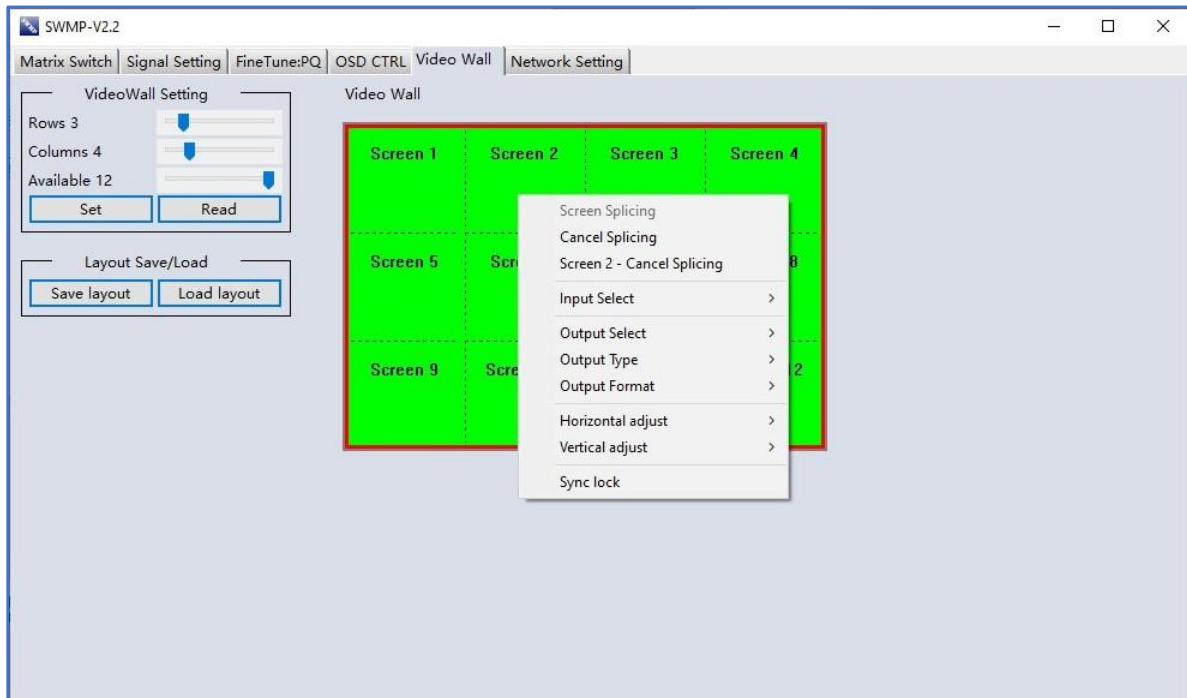 SWMP-V2.2
Matrix Switch Signal Setting FineTune:PQ OSD CTRL Video Wall Network Setting
VideoWall Setting
Rows 3
Columns 4
Available 12
Set Read
Layout Save/Load
Save layout Load layout
Video Wall
Screen 1 Screen 2 Screen 3 Screen 4
Screen 5 Scr 8
Screen 9 Scre 2
Screen Splicing
Cancel Splicing
Screen 2 - Cancel Splicing
Input Select
Output Select
Output Type
Output Format
Horizontal adjust
Vertical adjust
Sync lock